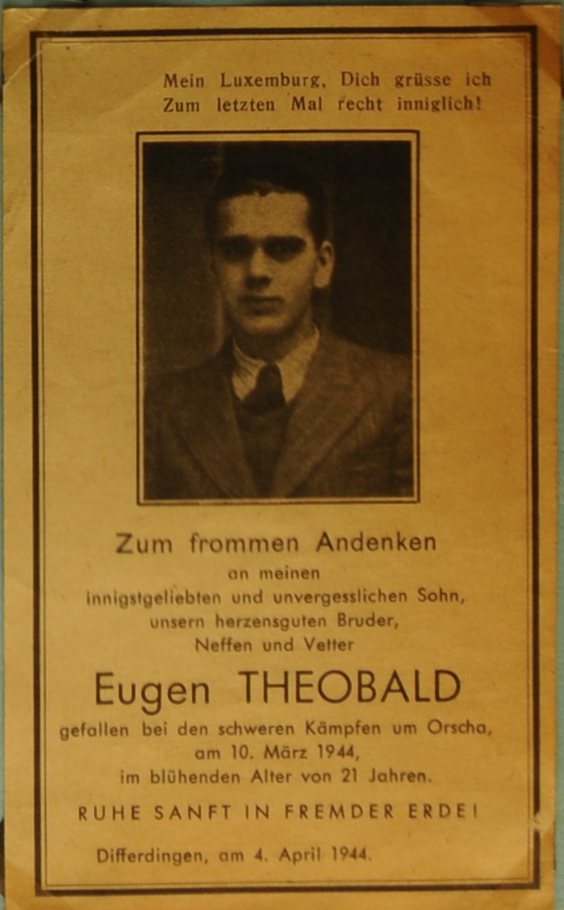 Mein Luxemburg, Dich grüsse ich
Zum letzten Mal recht inniglich!
Zum frommen Andenken
an meinen
innigstgeliebten und unvergesslichen Sohn,
unsern herzensguten Bruder,
Neffen und Vetter
Eugen THEOBALD
gefallen bei den schweren Kämpfen um Orscha,
am 10. März 1944,
im blühenden Alter von 21 Jahren.
RUHE SANFT IN FREMDER ERDE!
Differdingen, am 4. April 1944.